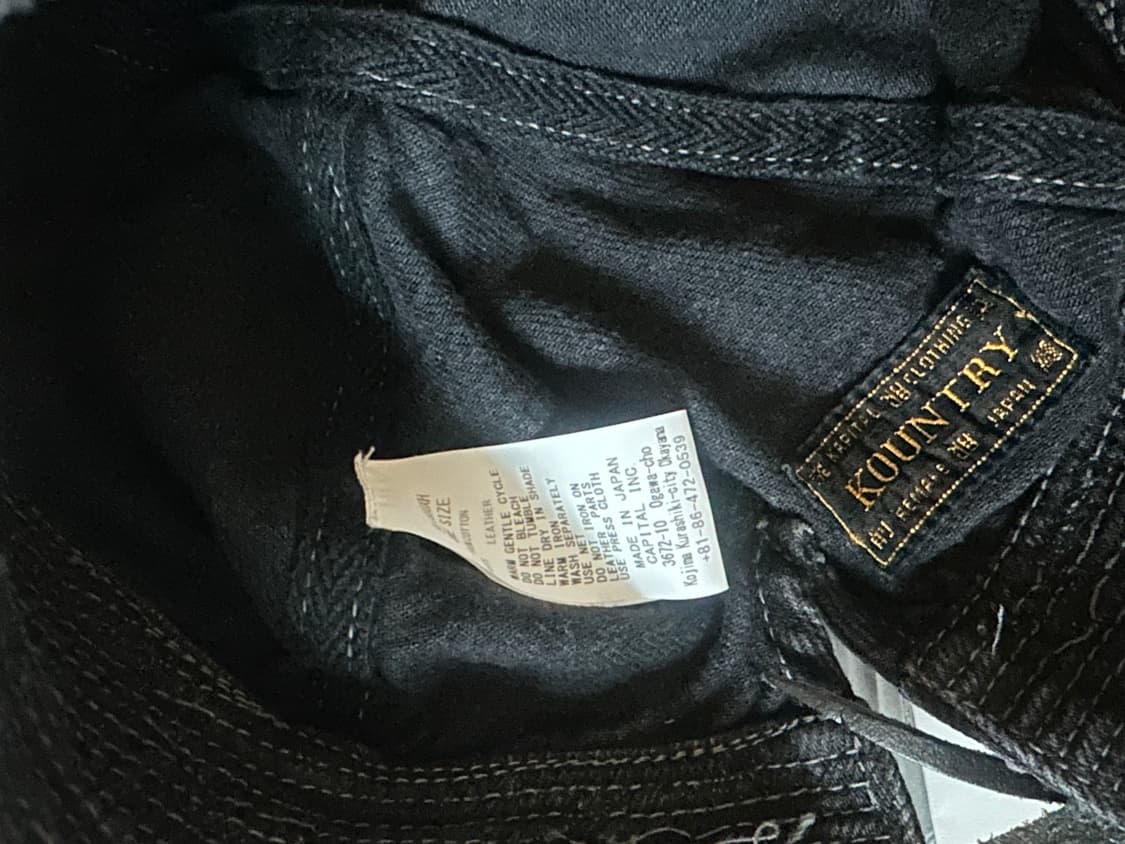 SIZE
COTTON
LEATHER
WARM GENTLE CYCLE
DO NOT BLEACH
DO NOT TUMBLE
LINE DRY IN SHADE
WARM IRON
WASH SEPARATELY
USE NET
DO NOT IRON ON
LEATHER PARTS
USE PRESS CLOTH
MADE IN JAPAN
CAPITAL INC.
3672-10 Ogawa-cho
Kojima Kurashiki-city Okayama
+81-86-472-0539
KAPITAL CLOTHING
KOUNTRY
JAPAN